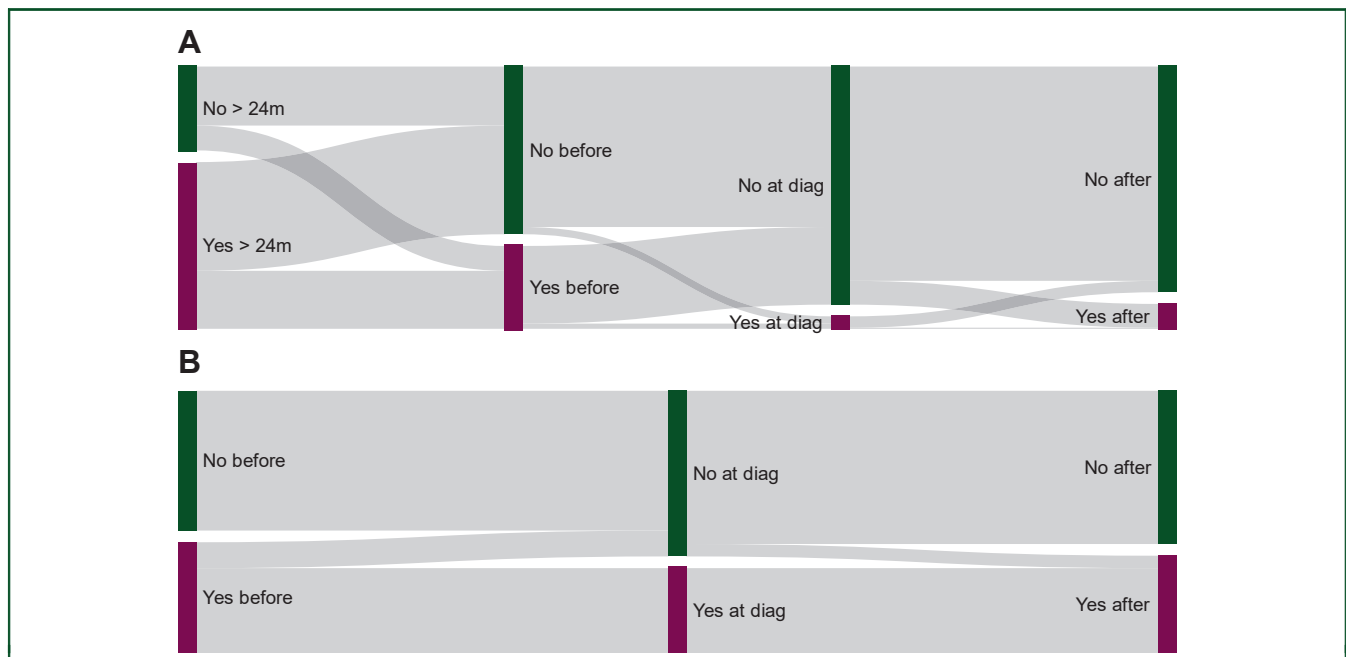 A
No > 24m
Yes > 24m
No before
Yes before
No at diag
Yes at diag
No after
Yes after
B
No before
Yes before
No at diag
Yes at diag
No after
Yes after